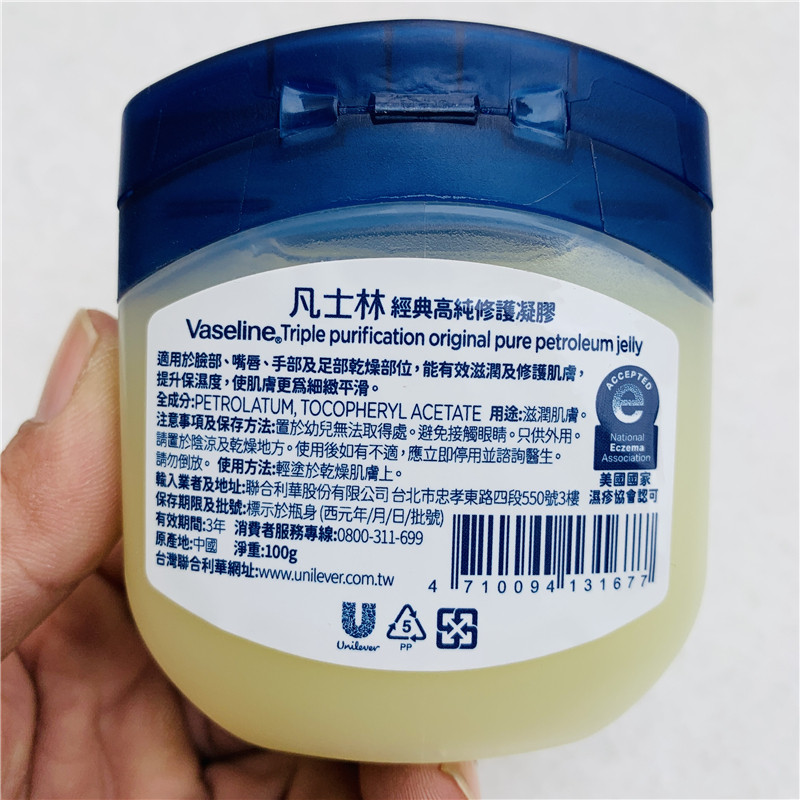 凡士林 經典高純修護凝膠
Vaseline® Triple purification original pure petroleum jelly
適用於臉部、嘴唇、手部及足部乾燥部位，能有效滋潤及修護肌膚，
提升保濕度，使肌膚更為細緻平滑。
全成分:PETROLATUM, TOCOPHERYL ACETATE 用途:滋潤肌膚。
注意事項及保存方法:置於幼兒無法取得處。避免接觸眼睛。只供外用。
請置於陰涼及乾燥地方。使用後如有不適，應立即停用並諮詢醫生。
請勿倒放。使用方法:輕塗於乾燥肌膚上。
輸入業者及地址:聯合利華股份有限公司 台北市忠孝東路四段550號3樓
保存期限及批號:標示於瓶身(西元年/月/日/批號)
有效期間:3年 消費者服務專線:0800-311-699
原產地:中國 淨重:100g
台灣聯合利華網址:www.unilever.com.tw
ACCEPTED
e
National
Eczema
Association
美國國家
濕疹協會認可
4 710094 131677
Unilever
5
PP